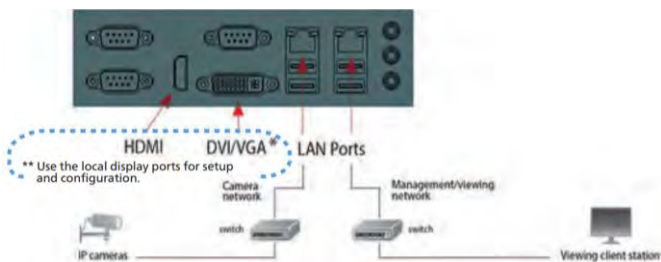 HDMI DVI/VGA * LAN Ports
** Use the local display ports for setup
and configuration.
Camera
network
Management/viewing
network
switch
switch
IP cameras
Viewing client station